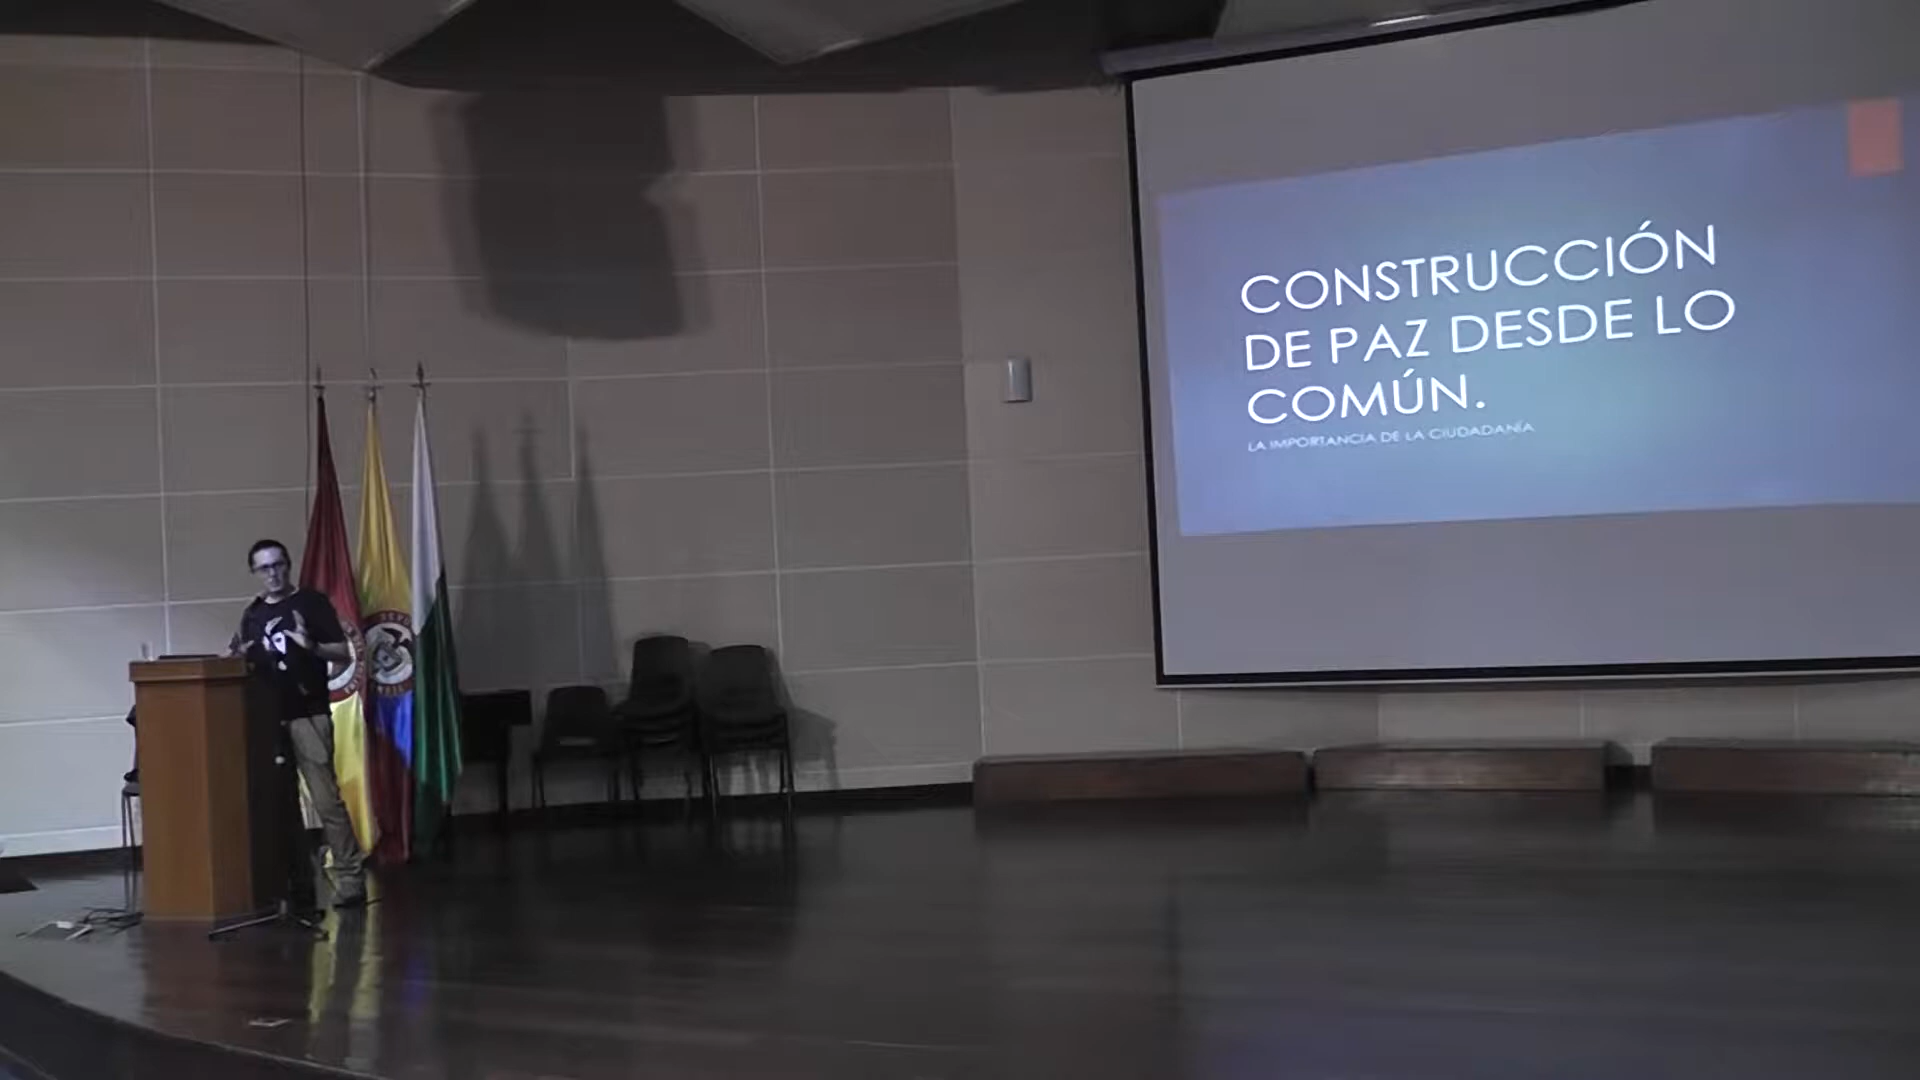 CONSTRUCCIÓN
DE PAZ DESDE LO
COMÚN.
LA IMPORTANCIA DE LA CIUDADANÍA